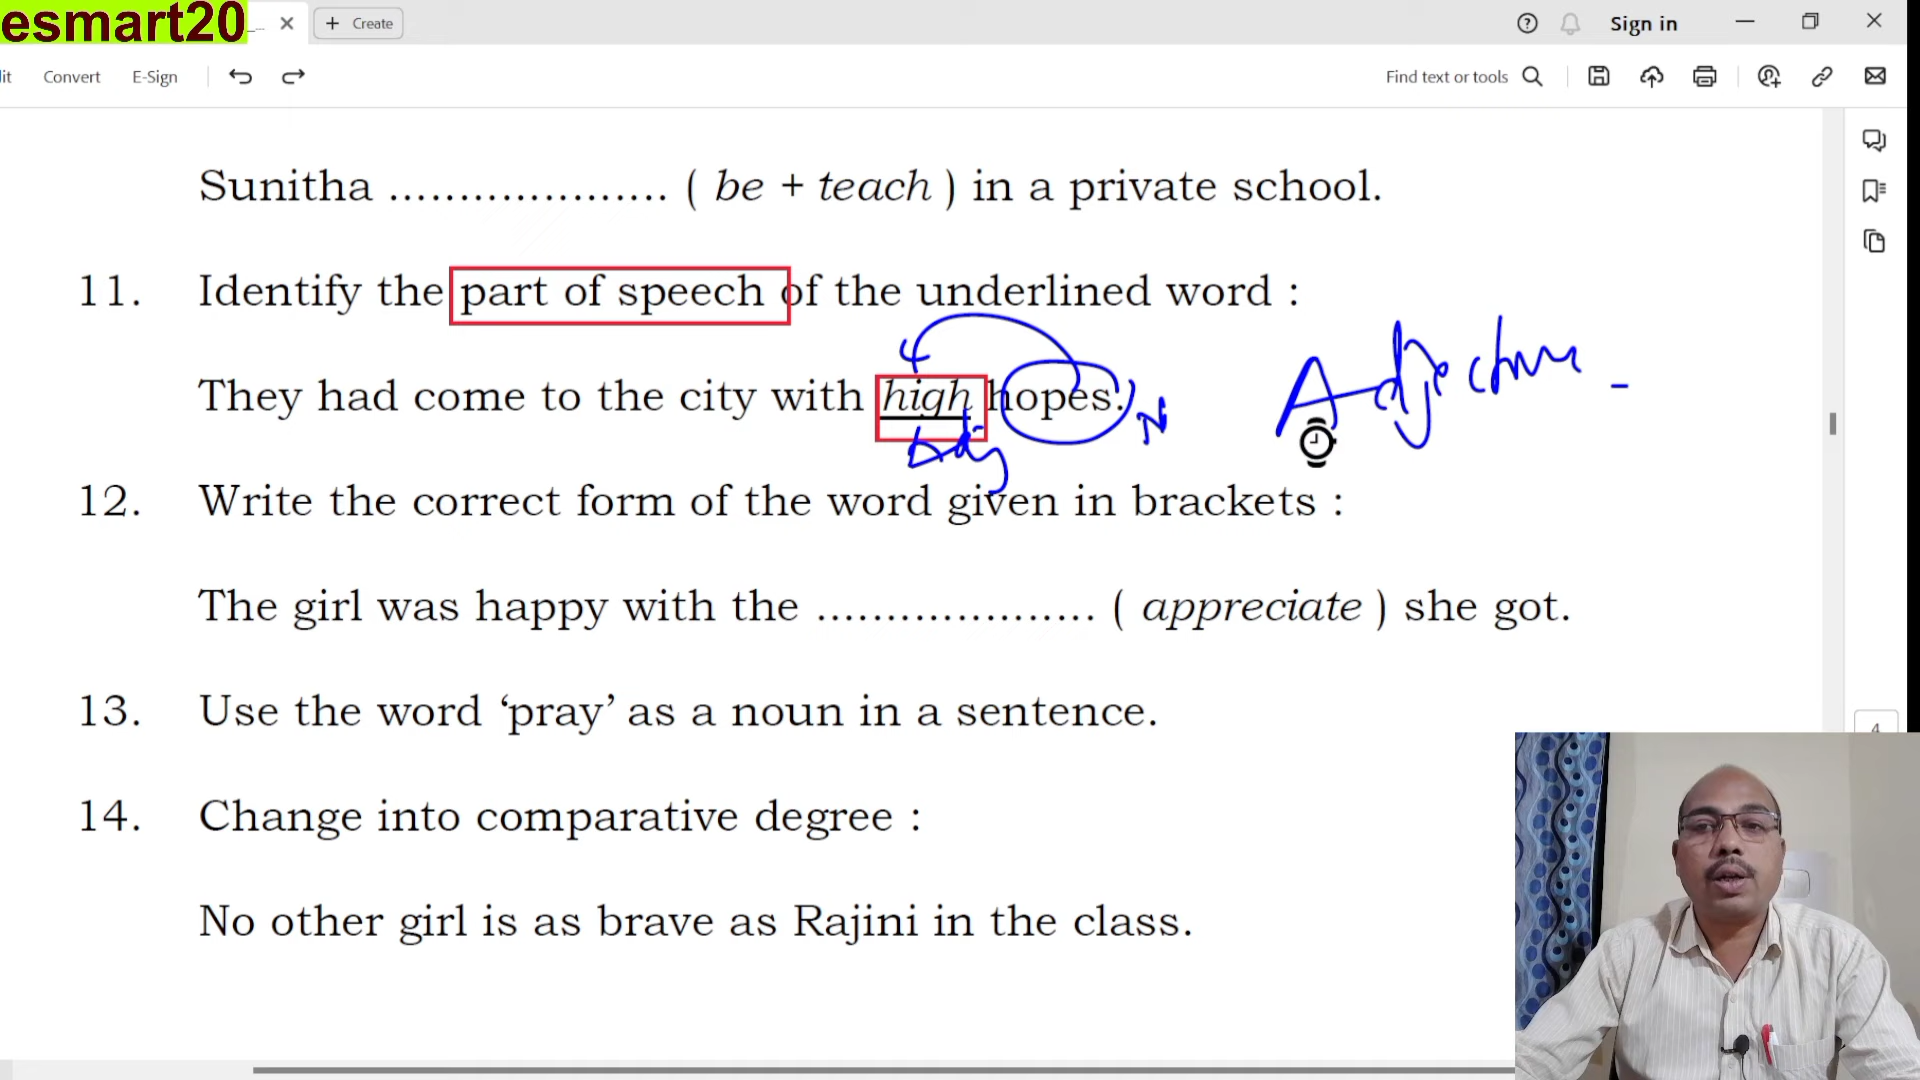 esmart20
+ Create
Sign in
it Convert E-Sign
Find text or tools
Sunitha .................... ( be + teach ) in a private school.
11. Identify the part of speech of the underlined word :
They had come to the city with high hopes.
N
Adjective -
Adj
12. Write the correct form of the word given in brackets :
The girl was happy with the .................... ( appreciate ) she got.
13. Use the word ‘pray’ as a noun in a sentence.
14. Change into comparative degree :
No other girl is as brave as Rajini in the class.